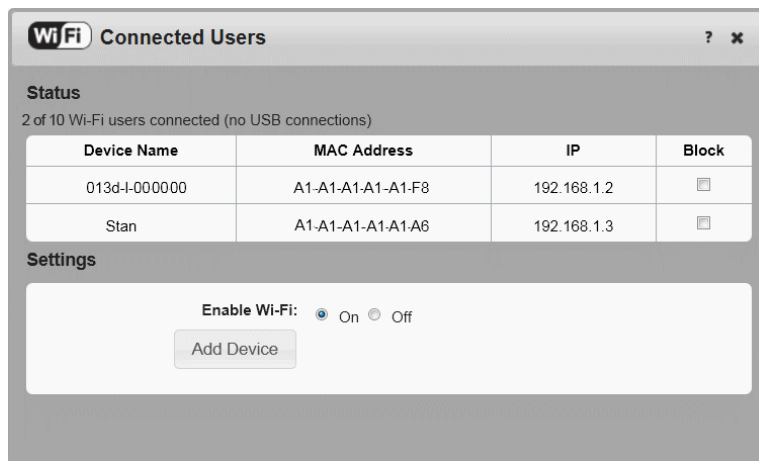 WiFi Connected Users ? ✖
Status
2 of 10 Wi-Fi users connected (no USB connections)
Device Name MAC Address IP Block
013d-I-000000 A1-A1-A1-A1-A1-F8 192.168.1.2
Stan A1-A1-A1-A1-A1-A6 192.168.1.3
Settings
Enable Wi-Fi: On Off
Add Device